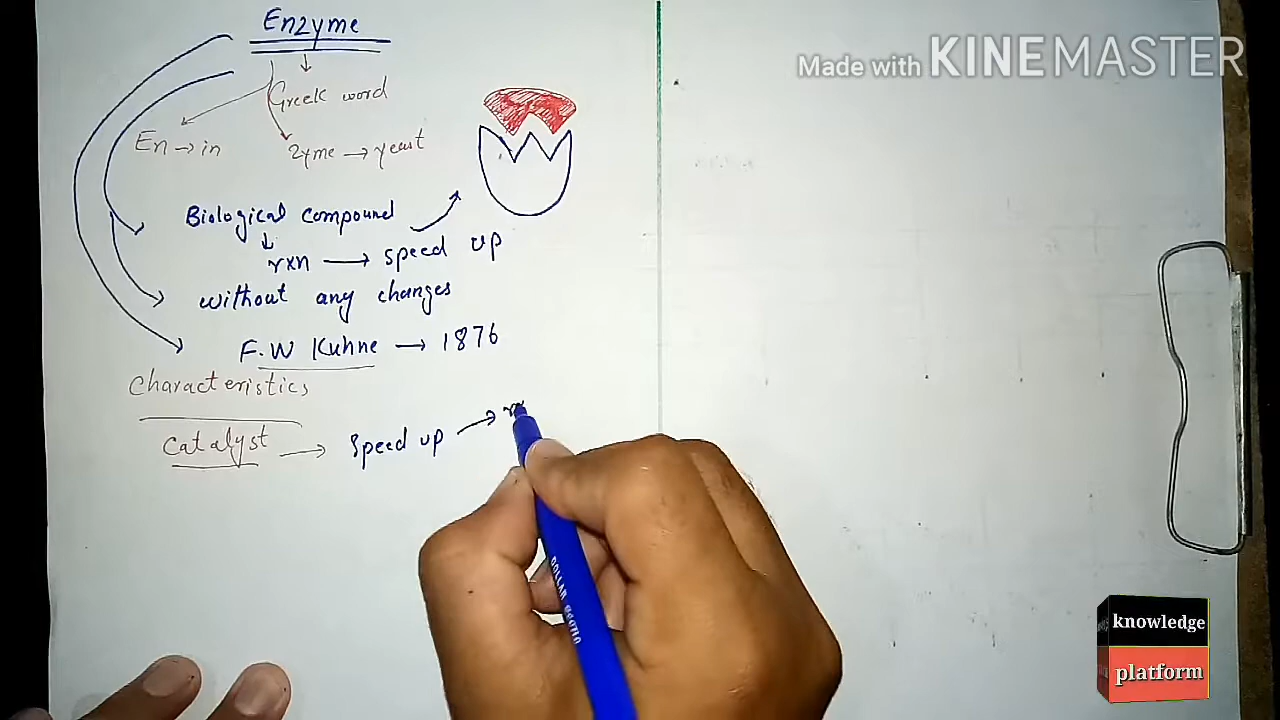 Enzyme
Made with KINEMASTER
Greek word
En → in
Zyme → yeast
Biological compound
rxn → speed up
without any changes
F.W Kuhne → 1876
Characteristics
Catalyst → Speed up →
DOLLAR
knowledge
platform